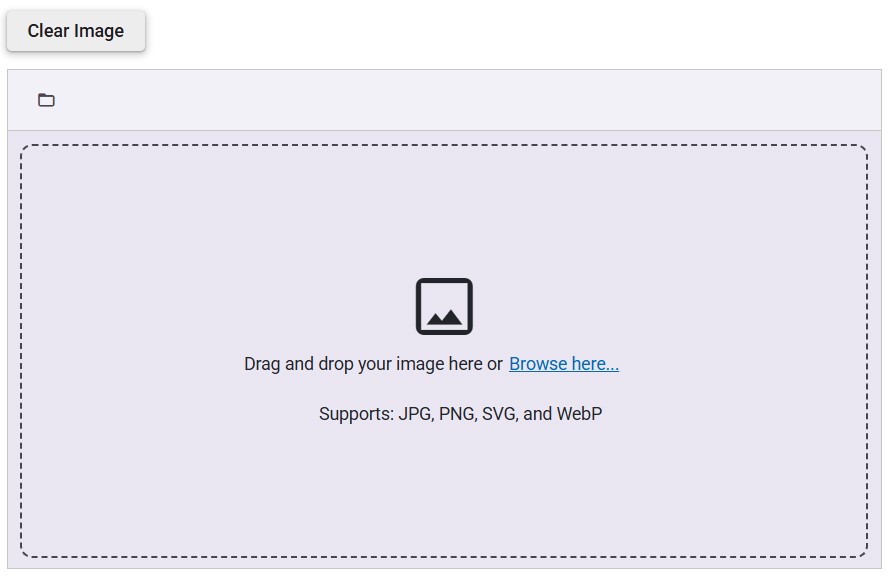 Clear Image
Drag and drop your image here or Browse here...
Supports: JPG, PNG, SVG, and WebP